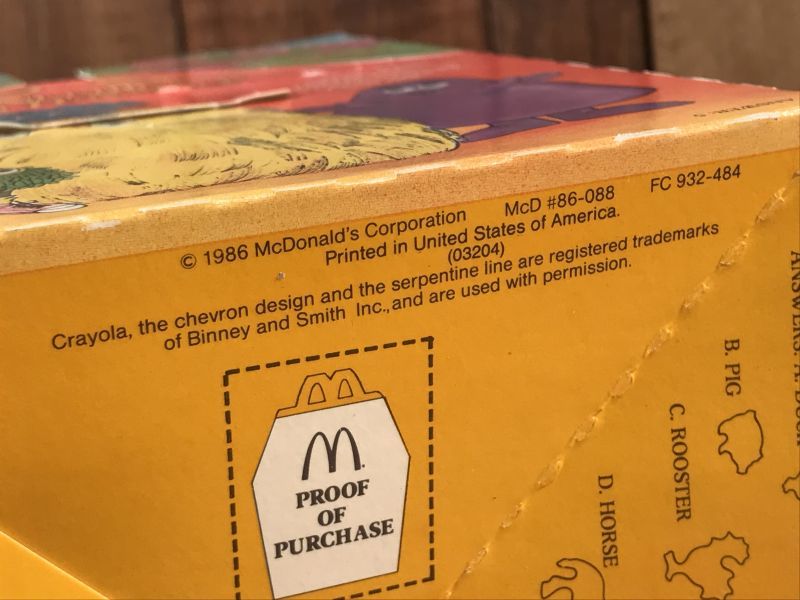 © 1986 McDonald's Corporation McD #86-088 FC 932-484
Printed in United States of America.
(03204)
Crayola, the chevron design and the serpentine line are registered trademarks
of Binney and Smith Inc., and are used with permission.
PROOF
OF
PURCHASE
ANSWERS: A.
B. PIG
C. ROOSTER
D. HORSE